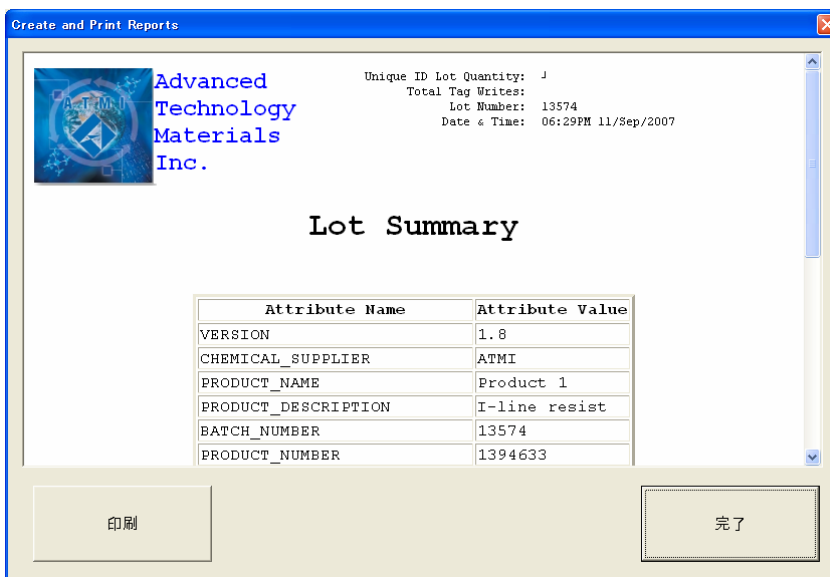 Create and Print Reports
ATMI
Advanced
Technology
Materials
Inc.
Unique ID Lot Quantity:
Total Tag Writes:
Lot Number: 13574
Date & Time: 06:29PM 11/Sep/2007
Lot Summary
Attribute Name Attribute Value
VERSION 1.8
CHEMICAL_SUPPLIER ATMI
PRODUCT_NAME Product 1
PRODUCT_DESCRIPTION I-line resist
BATCH_NUMBER 13574
PRODUCT_NUMBER 1394633
印刷
完了